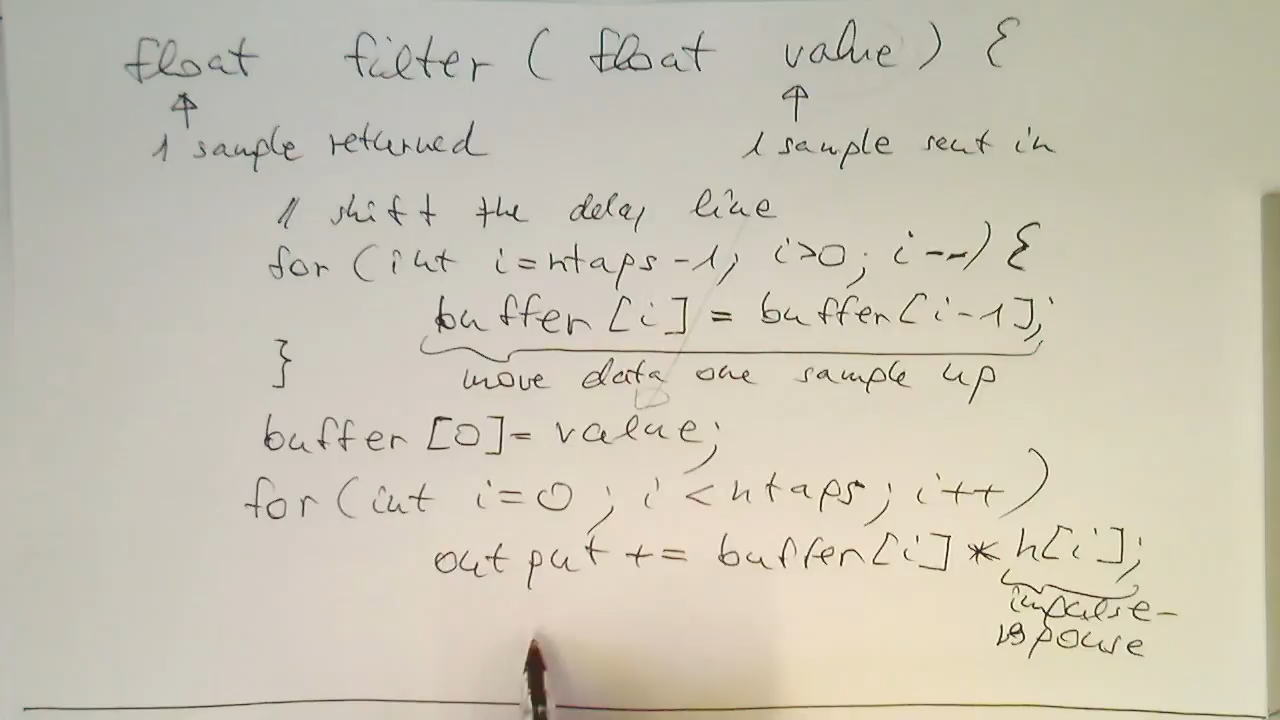 float filter ( float value ) {
1 sample returned 1 sample sent in
// shift the delay line
for (int i=ntaps-1; i>0; i--) {
buffer [i] = buffer[i-1];
}
move data one sample up
buffer [0]= value;
for (int i=0; i<ntaps; i++)
output += buffer[i] * h[i];
impulse-
response